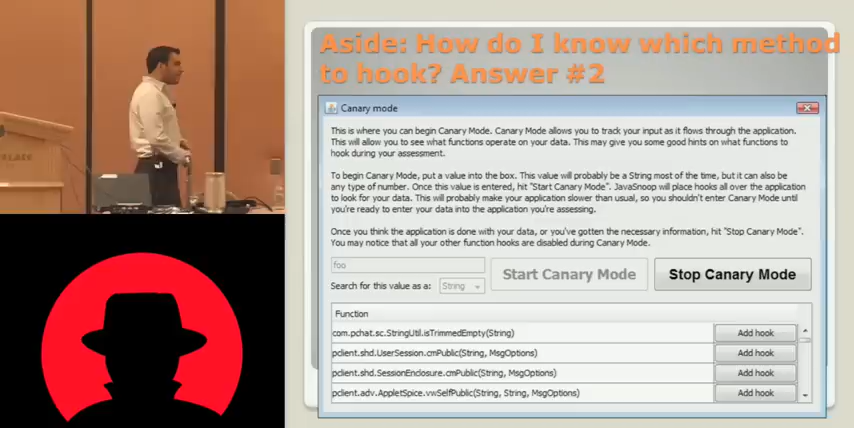 Aside: How do I know which method
to hook? Answer #2
Canary mode
This is where you can begin Canary Mode. Canary Mode allows you to track your input as it flows through the application.
This will allow you to see what functions operate on your data. This may give you some good hints on what functions to
hook during your assessment.
To begin Canary Mode, put a value into the box. This value will probably be a String most of the time, but it can also be
any type of number. Once this value is entered, hit "Start Canary Mode". JavaSnoop will place hooks all over the application
to look for your data. This will probably make your application slower than usual, so you shouldn't enter Canary Mode until
you're ready to enter your data into the application you're assessing.
Once you think the application is done with your data, or you've gotten the necessary information, hit "Stop Canary Mode".
You may notice that all your other function hooks are disabled during Canary Mode.
foo
Search for this value as a: String
Start Canary Mode
Stop Canary Mode
Function
com.pchat.sc.StringUtil.isTrimmedEmpty(String) Add hook
pclient.shd.UserSession.cmPublic(String, MsgOptions) Add hook
pclient.shd.SessionEnclosure.cmPublic(String, MsgOptions) Add hook
pclient.adv.AppletSpice.vwSelfPublic(String, String, MsgOptions) Add hook